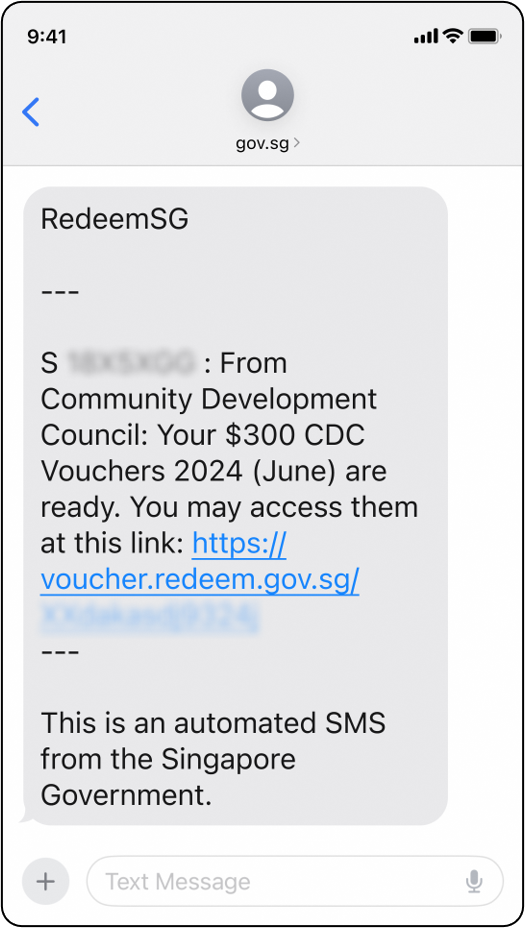 9:41
gov.sg
RedeemSG
---
S : From
Community Development
Council: Your $300 CDC
Vouchers 2024 (June) are
ready. You may access them
at this link: https://
voucher.redeem.gov.sg/
---
This is an automated SMS
from the Singapore
Government.
Text Message